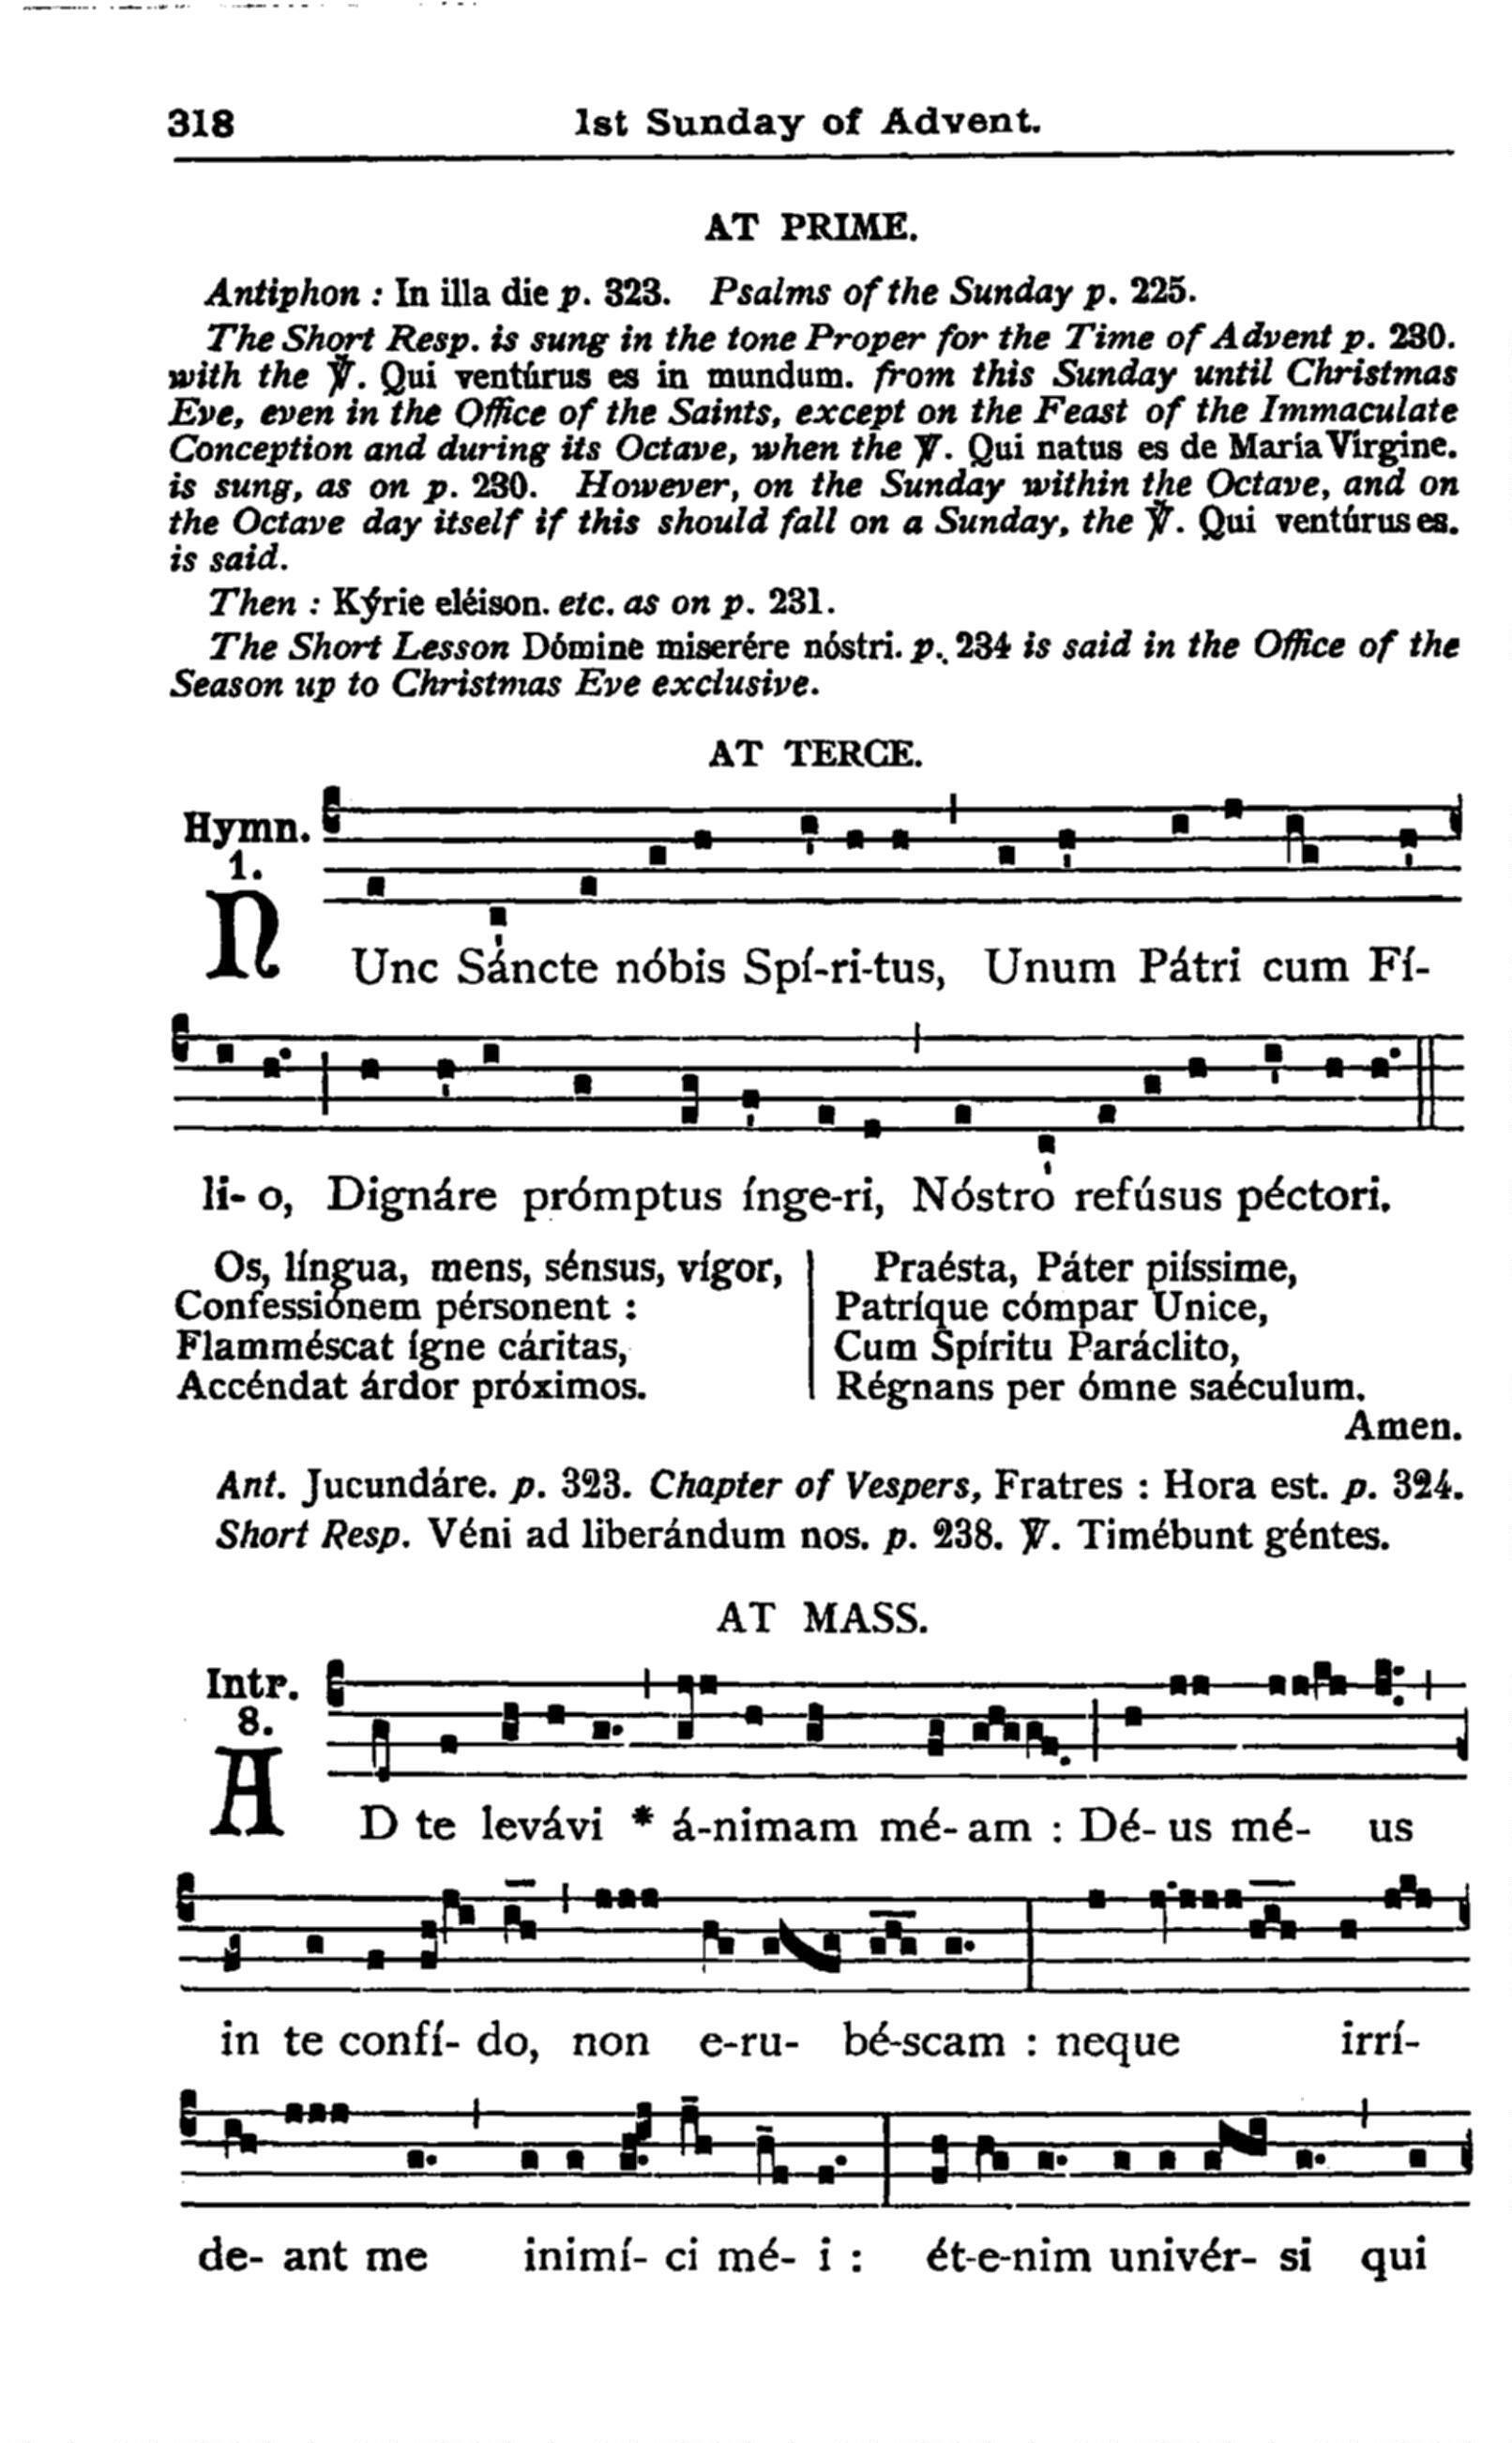 318 1st Sunday of Advent.
AT PRIME.
Antiphon : In illa die p. 323. Psalms of the Sunday p. 225.
The Short Resp. is sung in the tone Proper for the Time of Advent p. 230.
with the ℣. Qui ventúrus es in mundum. from this Sunday until Christmas
Eve, even in the Office of the Saints, except on the Feast of the Immaculate
Conception and during its Octave, when the ℣. Qui natus es de María Vírgine.
is sung, as on p. 230. However, on the Sunday within the Octave, and on
the Octave day itself if this should fall on a Sunday, the ℣. Qui ventúrus es.
is said.
Then : Kýrie eléison. etc. as on p. 231.
The Short Lesson Dómine miserére nóstri. p. 234 is said in the Office of the
Season up to Christmas Eve exclusive.
AT TERCE.
Hymn.
1.
NUnc Sáncte nóbis Spí-ri-tus, Unum Pátri cum Fí-
li- o, Dignáre prómptus ínge-ri, Nóstro refúsus péctori.
Os, língua, mens, sénsus, vígor,
Confessiónem pérsonent :
Flamméscat ígne cáritas,
Accéndat árdor próximos.
Praésta, Páter piíssime,
Patríque cómpar Unice,
Cum Spíritu Paráclito,
Régnans per ómne saéculum.
Amen.
Ant. Jucundáre. p. 323. Chapter of Vespers, Fratres : Hora est. p. 324.
Short Resp. Véni ad liberándum nos. p. 238. ℣. Timébunt géntes.
AT MASS.
Intr.
8.
AD te levávi * á-nimam mé- am : Dé- us mé- us
in te confí- do, non e-ru- bé-scam : neque irrí-
de- ant me inimí- ci mé- i : ét-e-nim univér- si qui